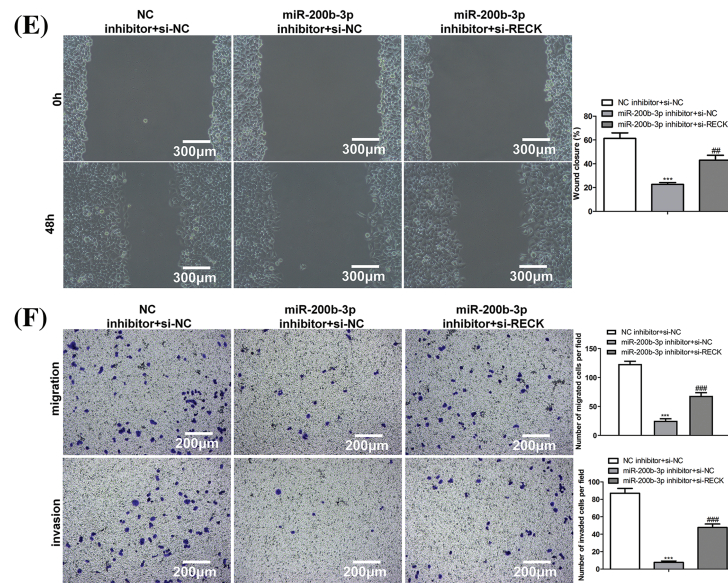 (E)
NC
inhibitor+si-NC
miR-200b-3p
inhibitor+si-NC
miR-200b-3p
inhibitor+si-RECK
0h
300μm
300μm
300μm
48h
300μm
300μm
300μm
NC inhibitor+si-NC
miR-200b-3p inhibitor+si-NC
miR-200b-3p inhibitor+si-RECK
Wound closure (%)
80
60
40
20
0
***
##
(F)
NC
inhibitor+si-NC
miR-200b-3p
inhibitor+si-NC
miR-200b-3p
inhibitor+si-RECK
migration
200μm
200μm
200μm
invasion
200μm
200μm
200μm
NC inhibitor+si-NC
miR-200b-3p inhibitor+si-NC
miR-200b-3p inhibitor+si-RECK
Number of migrated cells per field
150
100
50
0
***
###
NC inhibitor+si-NC
miR-200b-3p inhibitor+si-NC
miR-200b-3p inhibitor+si-RECK
Number of invaded cells per field
100
80
60
40
20
0
***
###